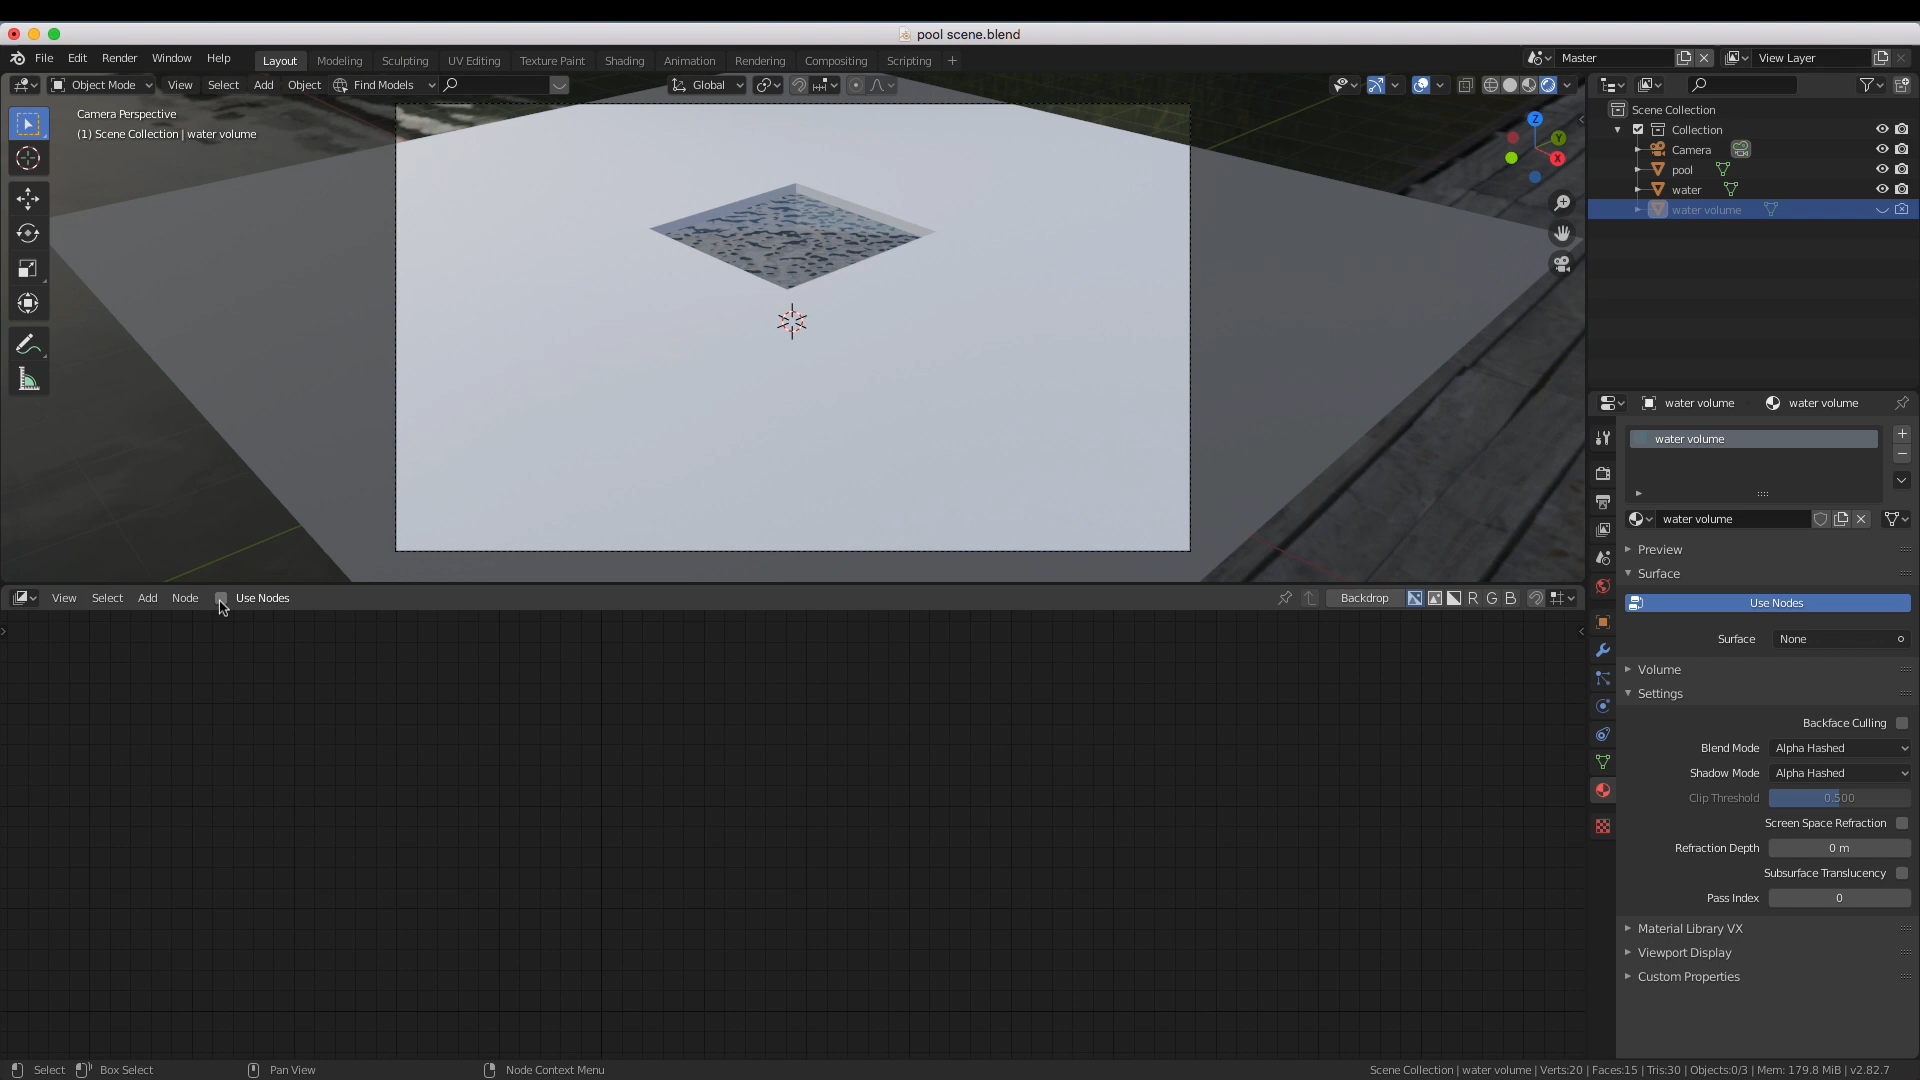 pool scene.blend
File Edit Render Window Help Layout Modeling Sculpting UV Editing Texture Paint Shading Animation Rendering Compositing Scripting + Master View Layer
Object Mode View Select Add Object Find Models Global
Camera Perspective
(1) Scene Collection | water volume
Z
Y
X
Scene Collection
Collection
Camera
pool
water
water volume
water volume water volume
water volume
water volume
Preview
Surface
Use Nodes
Surface None
Volume
Settings
Backface Culling
Blend Mode Alpha Hashed
Shadow Mode Alpha Hashed
Clip Threshold 0.500
Screen Space Refraction
Refraction Depth 0 m
Subsurface Translucency
Pass Index 0
Material Library VX
Viewport Display
Custom Properties
View Select Add Node Use Nodes Backdrop R G B
Select Box Select Pan View Node Context Menu Scene Collection | water volume | Verts:20 | Faces:15 | Tris:30 | Objects:0/3 | Mem: 179.8 MiB | v2.82.7